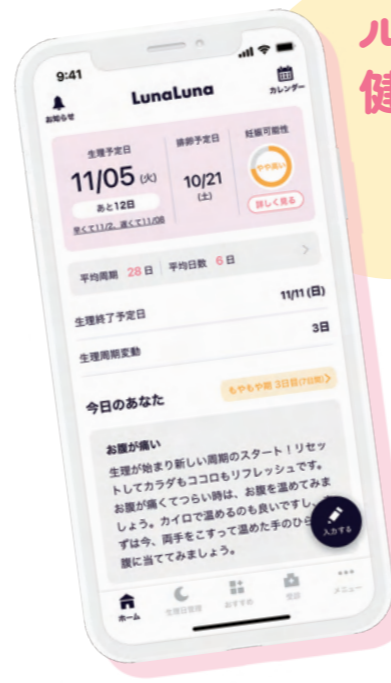 ル
健
9:41
お知らせ
LunaLuna
カレンダー
生理予定日
11/05 (火)
あと12日
早くて11/2、遅くて11/08
排卵予定日
10/21
(土)
妊娠可能性
やや高い
詳しく見る
平均周期 28日 平均日数 6日
生理終了予定日 11/11 (日)
生理周期変動 3日
今日のあなた
もやもや期 3日目(7日間)
お腹が痛い
生理が始まり新しい周期のスタート！リセッ
トしてカラダもココロもリフレッシュです。
お腹が痛くてつらい時は、お腹を温めてみま
しょう。カイロで温めるのも良いですし、
ずは今、両手をこすって温めた手のひら
腹に当ててみましょう。
入力する
ホーム
生理日管理
おすすめ
受診
メニュー